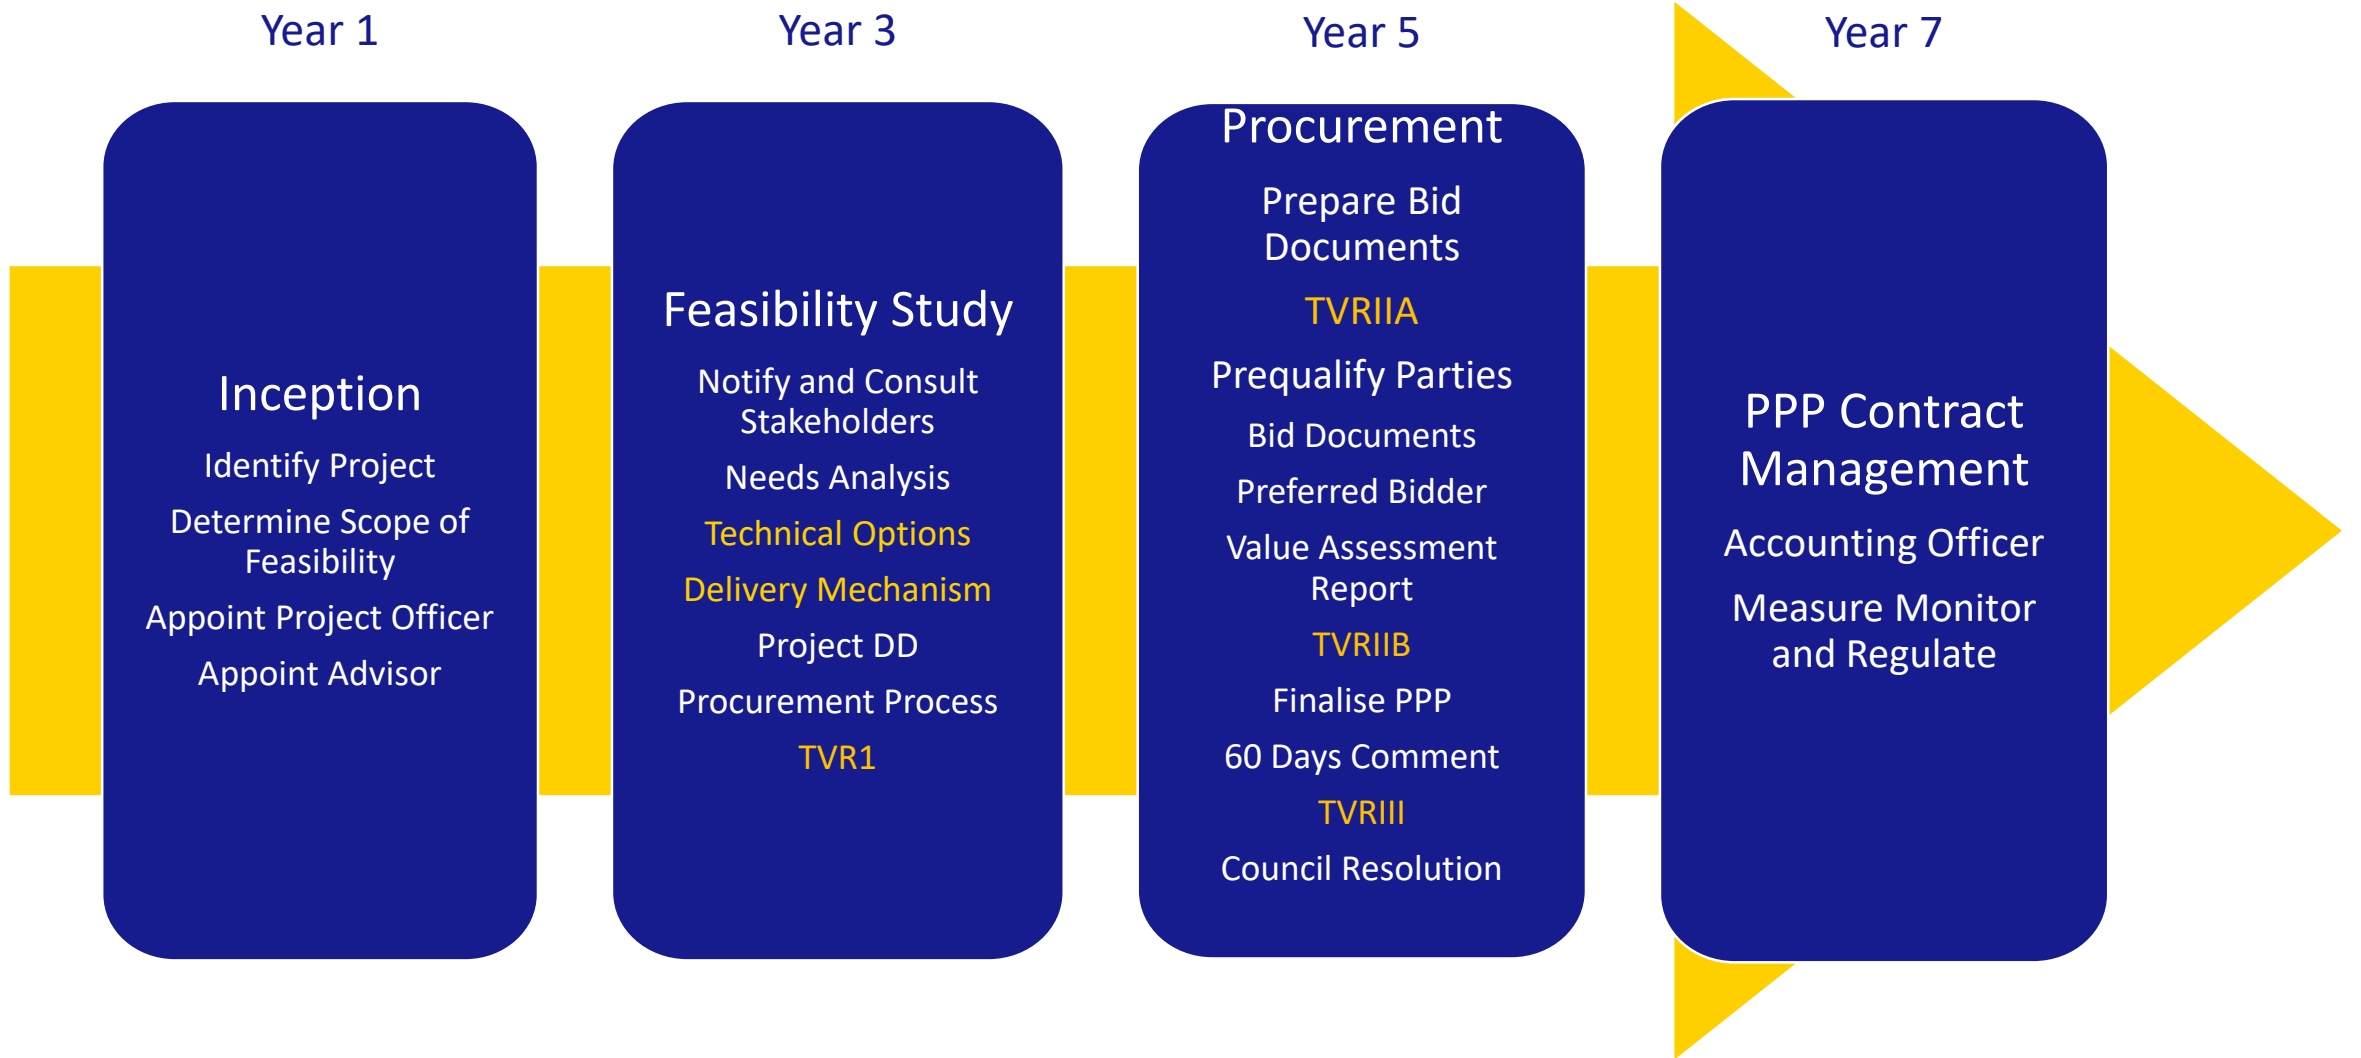 Year 1
Year 3
Year 5
Year 7
Inception
Identify Project
Determine Scope of
Feasibility
Appoint Project Officer
Appoint Advisor
Feasibility Study
Notify and Consult
Stakeholders
Needs Analysis
Technical Options
Delivery Mechanism
Project DD
Procurement Process
TVR1
Procurement
Prepare Bid
Documents
TVRIIA
Prequalify Parties
Bid Documents
Preferred Bidder
Value Assessment
Report
TVRIIB
Finalise PPP
60 Days Comment
TVRIII
Council Resolution
PPP Contract
Management
Accounting Officer
Measure Monitor
and Regulate